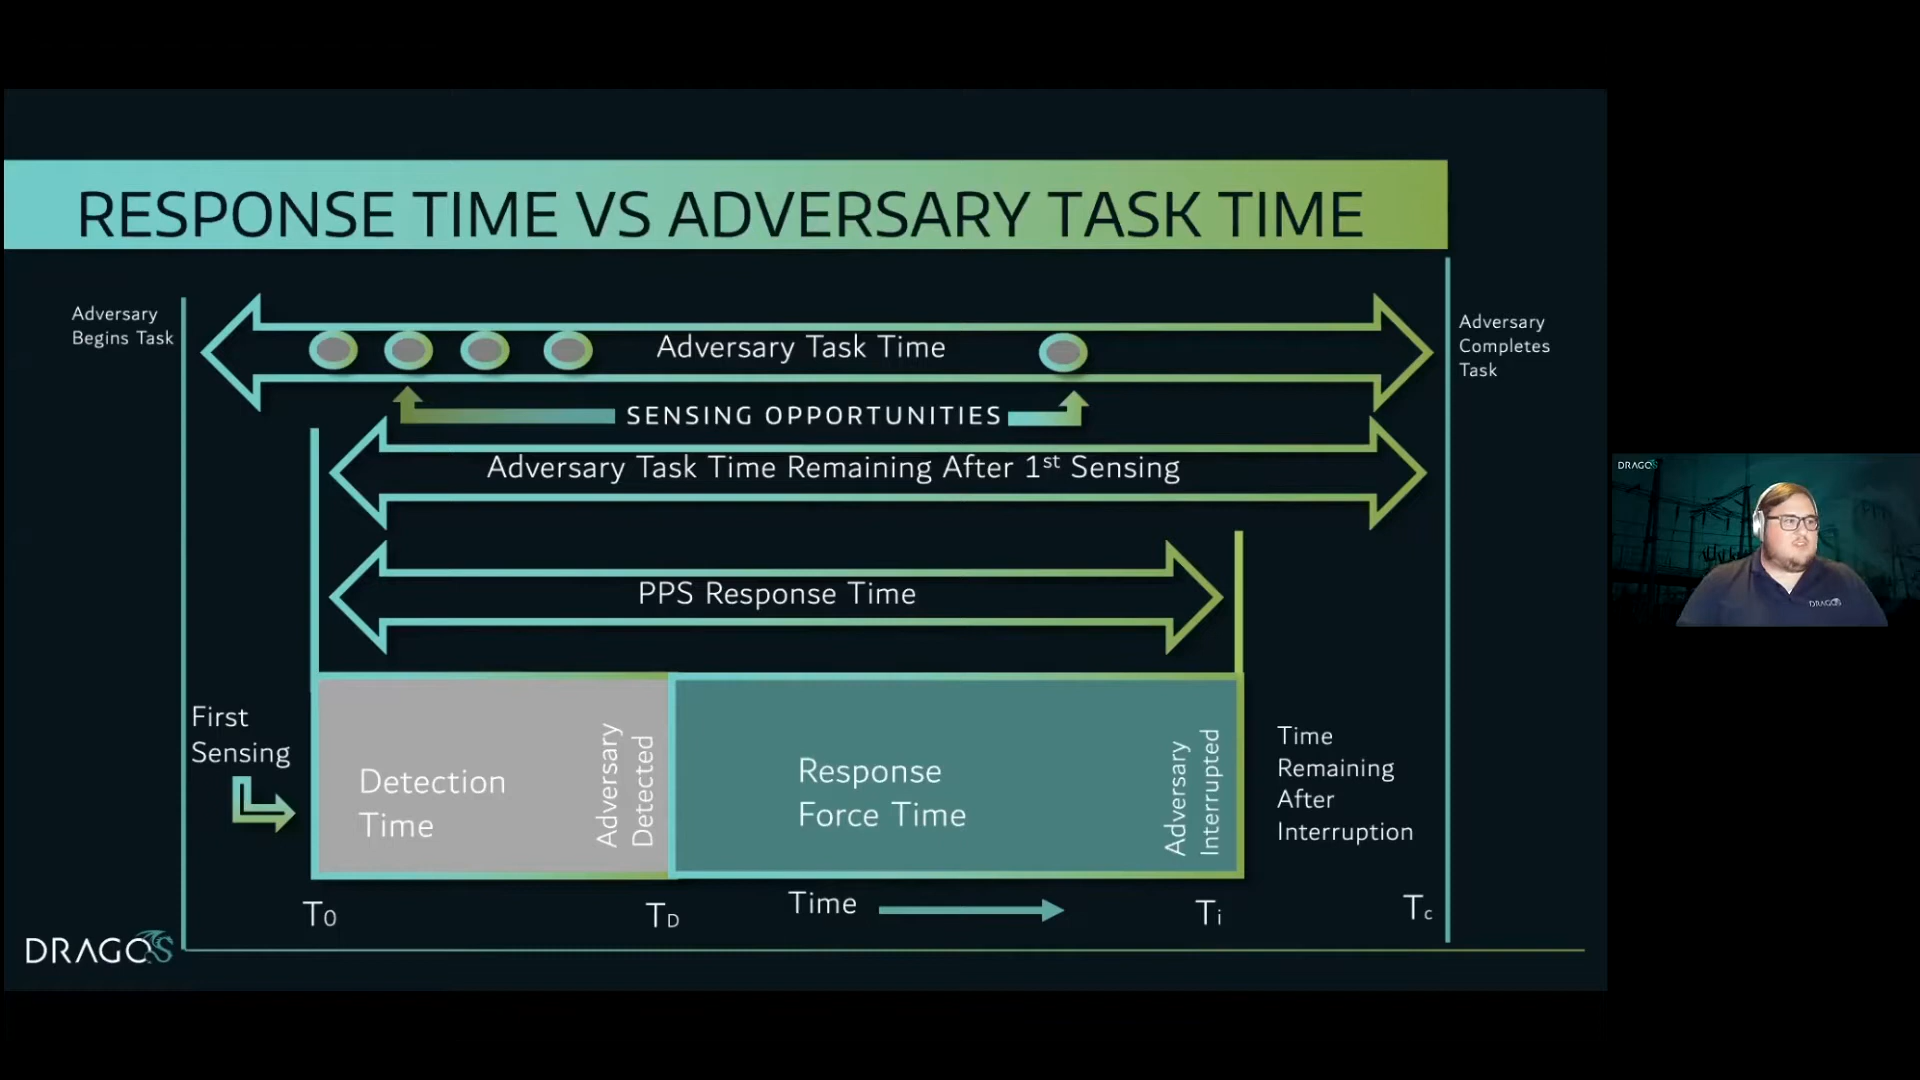 RESPONSE TIME VS ADVERSARY TASK TIME
Adversary
Begins Task
Adversary Task Time
Adversary
Completes
Task
SENSING OPPORTUNITIES
Adversary Task Time Remaining After 1st Sensing
PPS Response Time
First
Sensing
Detection
Time
Adversary
Detected
Response
Force Time
Adversary
Interrupted
Time
Remaining
After
Interruption
T0
TD
Time
Ti
Tc
DRAGOS
DRAGOS
DRAGOS